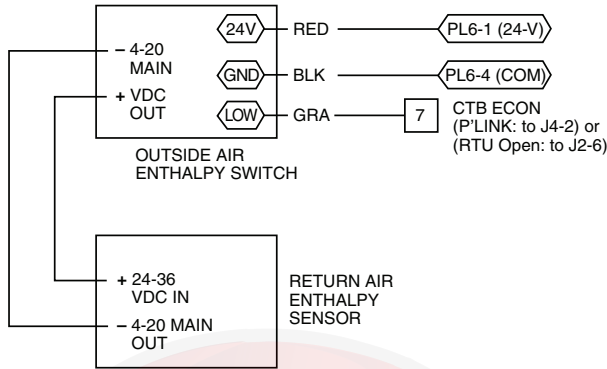 – 4-20
MAIN
+ VDC
OUT
24V
RED
PL6-1 (24-V)
GND
BLK
PL6-4 (COM)
LOW
GRA
7
CTB ECON
(P'LINK: to J4-2) or
(RTU Open: to J2-6)
OUTSIDE AIR
ENTHALPY SWITCH
+ 24-36
VDC IN
– 4-20 MAIN
OUT
RETURN AIR
ENTHALPY
SENSOR